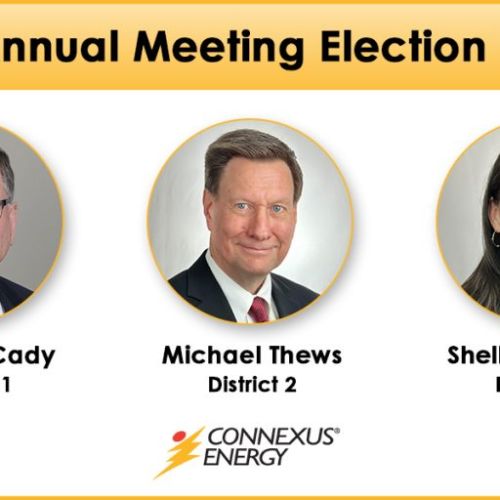 nnual Meeting Election
Cady
Michael Thews
Shell
1
District 2
CONNEXUS®
ENERGY